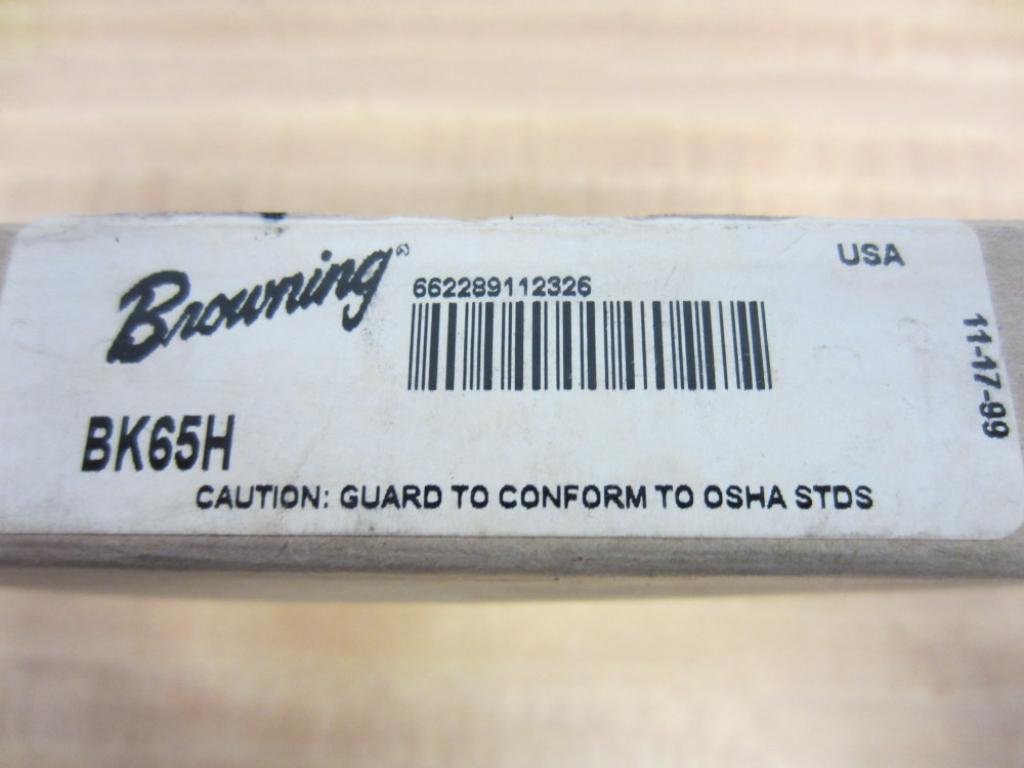 Browning®
662289112326
USA
11-17-99
BK65H
CAUTION: GUARD TO CONFORM TO OSHA STDS